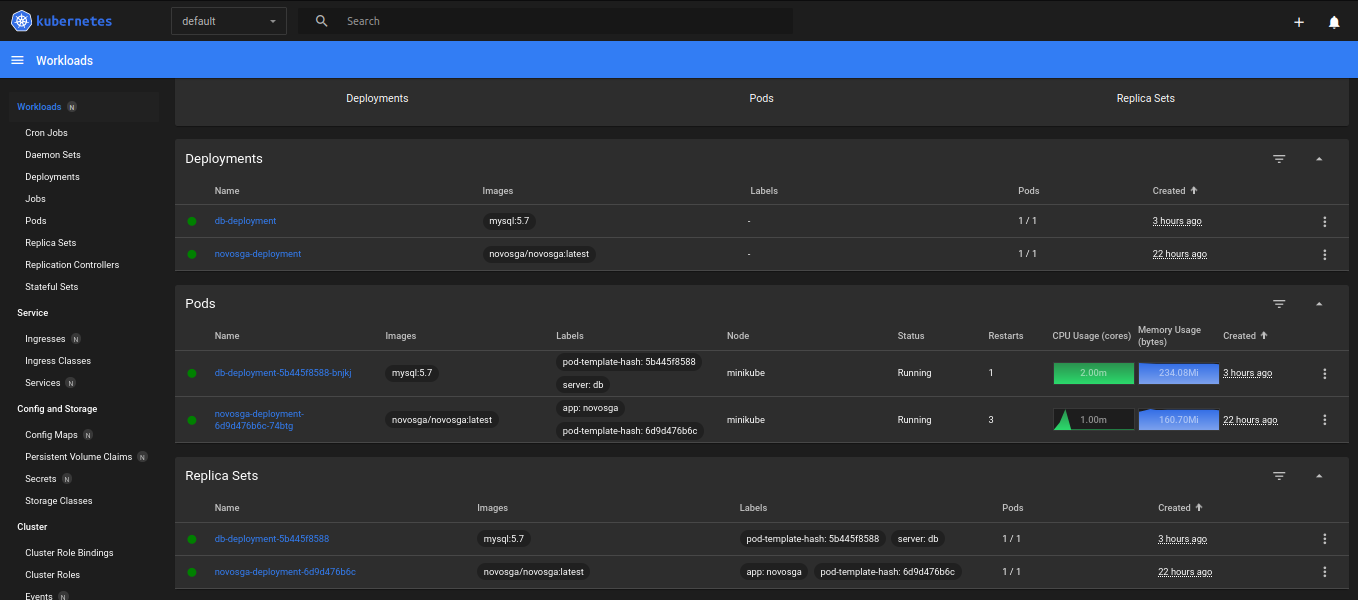 kubernetes default Search
Workloads
Deployments Pods Replica Sets
Workloads N
Cron Jobs
Daemon Sets
Deployments
Jobs
Pods
Replica Sets
Replication Controllers
Stateful Sets
Service
Ingresses N
Ingress Classes
Services N
Config and Storage
Config Maps N
Persistent Volume Claims N
Secrets N
Storage Classes
Cluster
Cluster Role Bindings
Cluster Roles
Events N
Deployments
Name Images Labels Pods Created
db-deployment mysql:5.7 - 1 / 1 3 hours ago
novosga-deployment novosga/novosga:latest - 1 / 1 22 hours ago
Pods
Name Images Labels Node Status Restarts CPU Usage (cores) Memory Usage (bytes) Created
db-deployment-5b445f8588-bnjkj mysql:5.7 pod-template-hash: 5b445f8588 server: db minikube Running 1 2.00m 234.08Mi 3 hours ago
novosga-deployment-6d9d476b6c-74btg novosga/novosga:latest app: novosga pod-template-hash: 6d9d476b6c minikube Running 3 1.00m 160.70Mi 22 hours ago
Replica Sets
Name Images Labels Pods Created
db-deployment-5b445f8588 mysql:5.7 pod-template-hash: 5b445f8588 server: db 1 / 1 3 hours ago
novosga-deployment-6d9d476b6c novosga/novosga:latest app: novosga pod-template-hash: 6d9d476b6c 1 / 1 22 hours ago